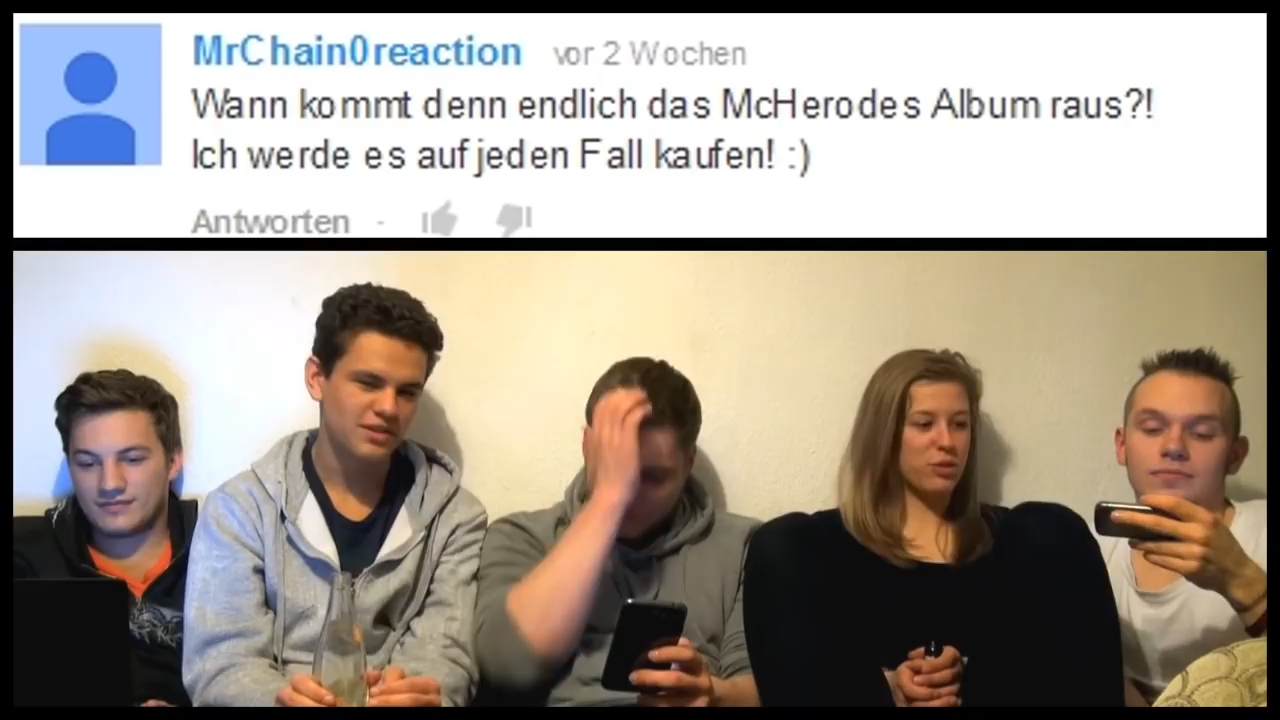 MrChain0reaction vor 2 Wochen
Wann kommt denn endlich das McHerodes Album raus?!
Ich werde es auf jeden Fall kaufen! :)
Antworten ·